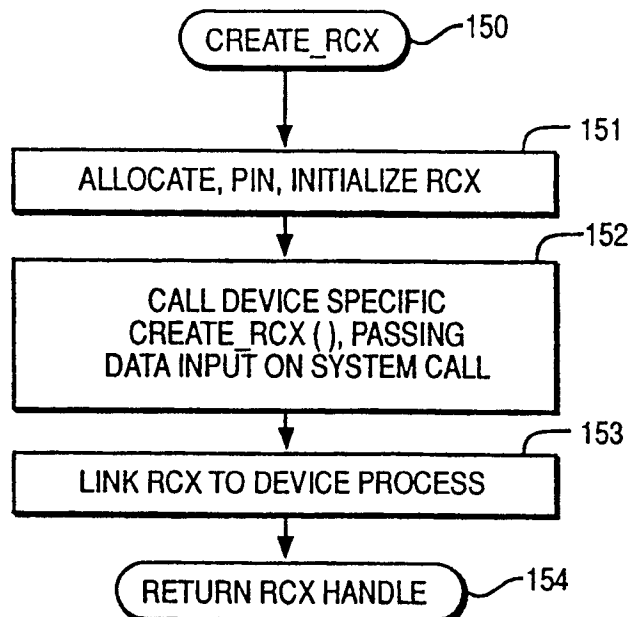 CREATE_RCX
150
151
ALLOCATE, PIN, INITIALIZE RCX
152
CALL DEVICE SPECIFIC
CREATE_RCX ( ), PASSING
DATA INPUT ON SYSTEM CALL
153
LINK RCX TO DEVICE PROCESS
RETURN RCX HANDLE
154